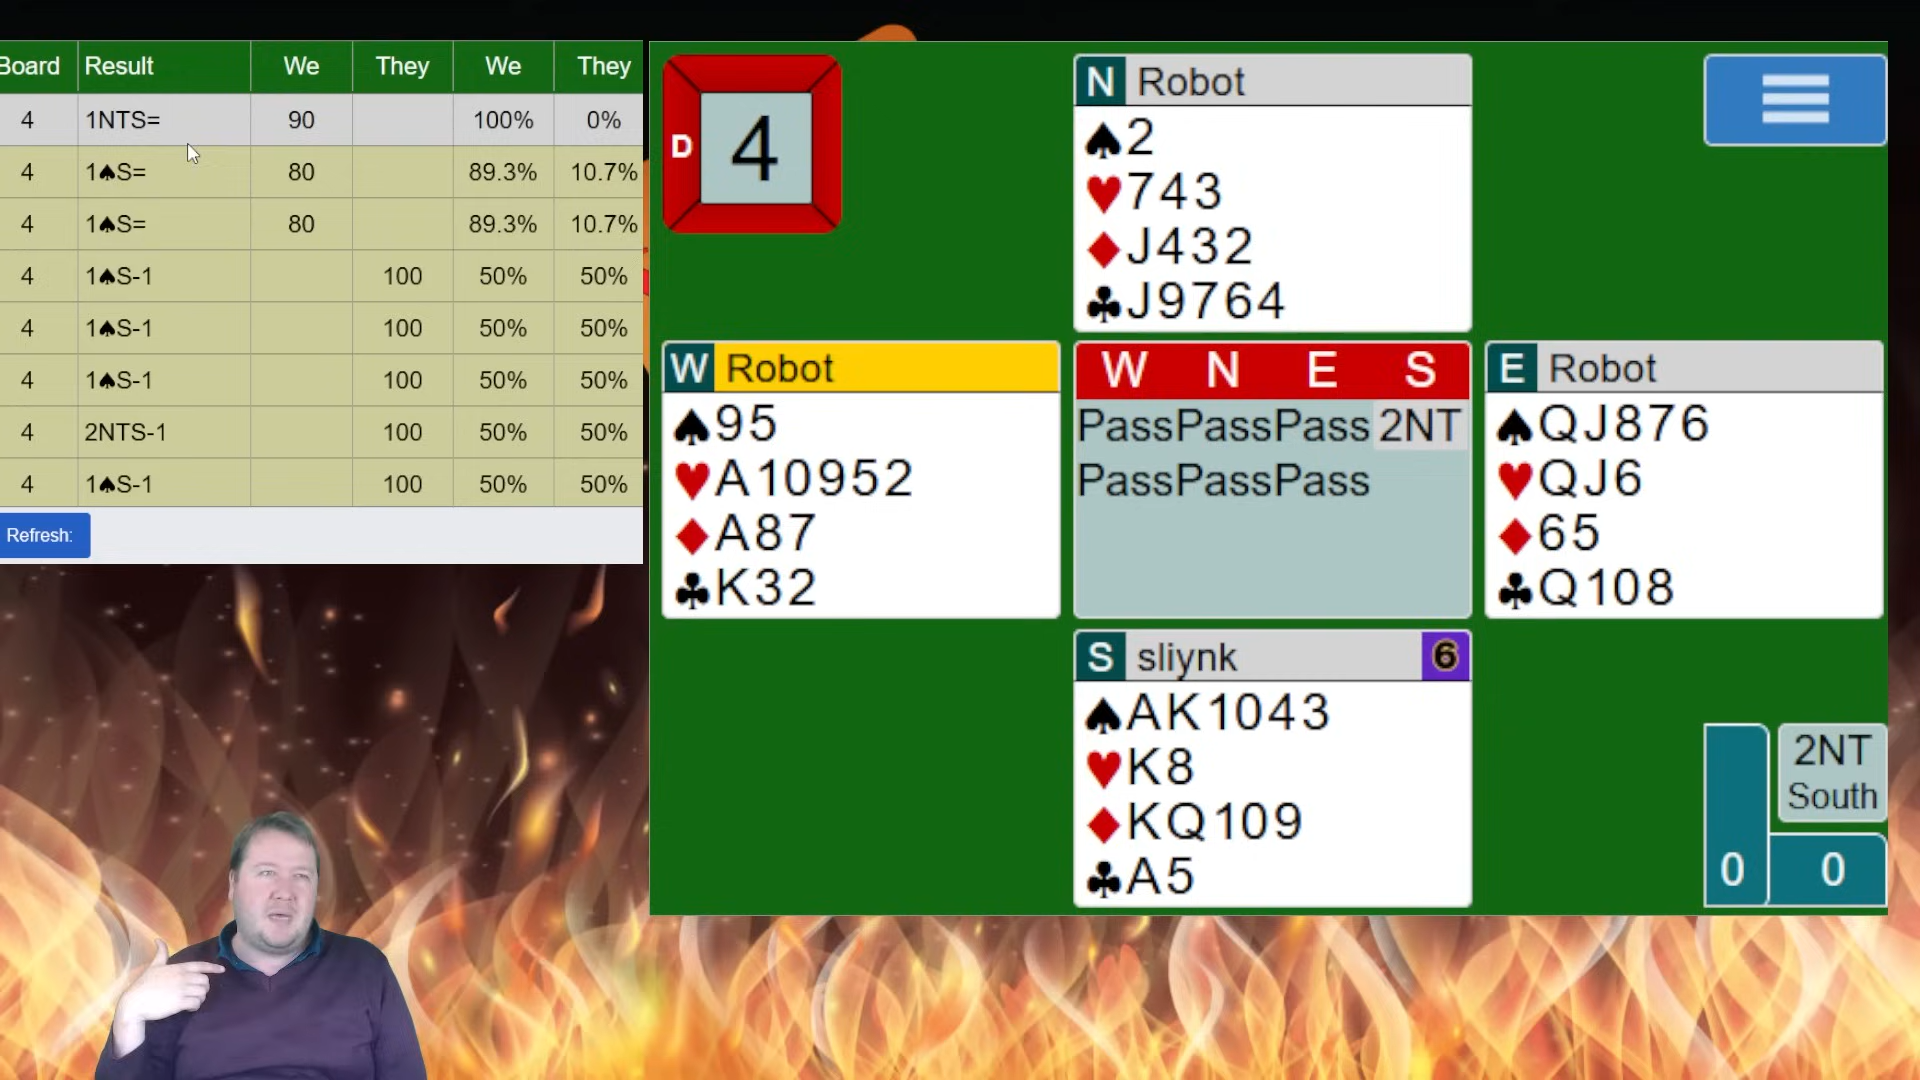 Board Result We They We They
4 1NTS= 90 100% 0%
4 1♠S= 80 89.3% 10.7%
4 1♠S= 80 89.3% 10.7%
4 1♠S-1 100 50% 50%
4 1♠S-1 100 50% 50%
4 1♠S-1 100 50% 50%
4 2NTS-1 100 50% 50%
4 1♠S-1 100 50% 50%
Refresh:
D 4
N Robot
♠2
♥743
♦J432
♣J9764
W Robot
♠95
♥A10952
♦A87
♣K32
W N E S
Pass Pass Pass 2NT
Pass Pass Pass
E Robot
♠QJ876
♥QJ6
♦65
♣Q108
S sliynk 6
♠AK1043
♥K8
♦KQ109
♣A5
2NT
South
0 0